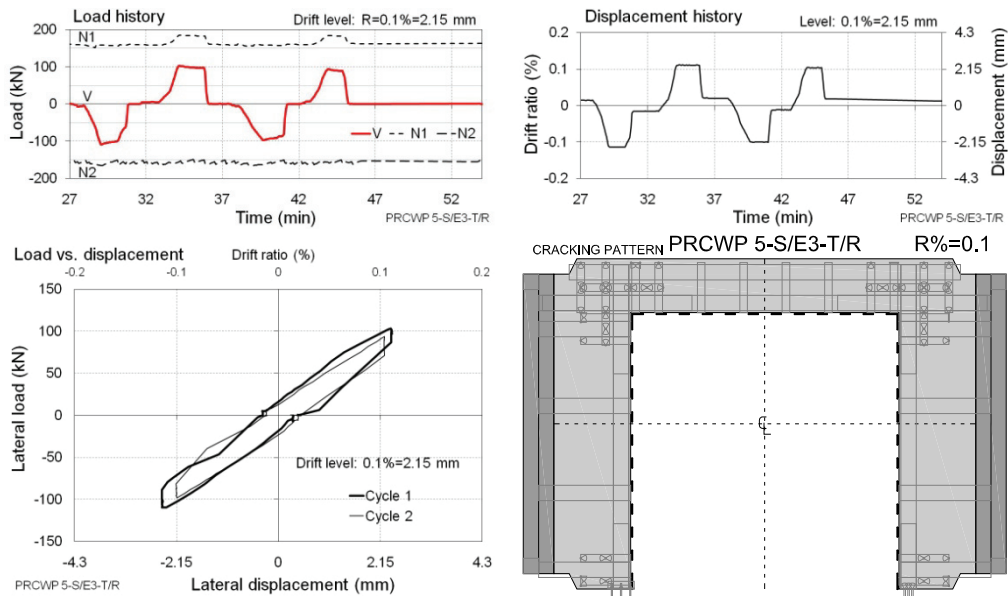 Load history
Drift level: R=0.1%=2.15 mm
200
100
0
-100
-200
Load (kN)
N1
V
N2
V N1 N2
27 32 37 42 47 52
Time (min)
PRCWP 5-S/E3-T/R
Displacement history
Level: 0.1%=2.15 mm
0.2
0.1
0
-0.1
-0.2
Drift ratio (%)
4.3
2.15
0
-2.15
-4.3
Displacement (mm)
27 32 37 42 47 52
Time (min)
PRCWP 5-S/E3-T/R
Load vs. displacement
Drift ratio (%)
-0.2 -0.1 0 0.1 0.2
150
100
50
0
-50
-100
-150
Lateral load (kN)
Drift level: 0.1%=2.15 mm
Cycle 1
Cycle 2
-4.3 -2.15 0 2.15 4.3
PRCWP 5-S/E3-T/R
Lateral displacement (mm)
CRACKING PATTERN PRCWP 5-S/E3-T/R R%=0.1
CL